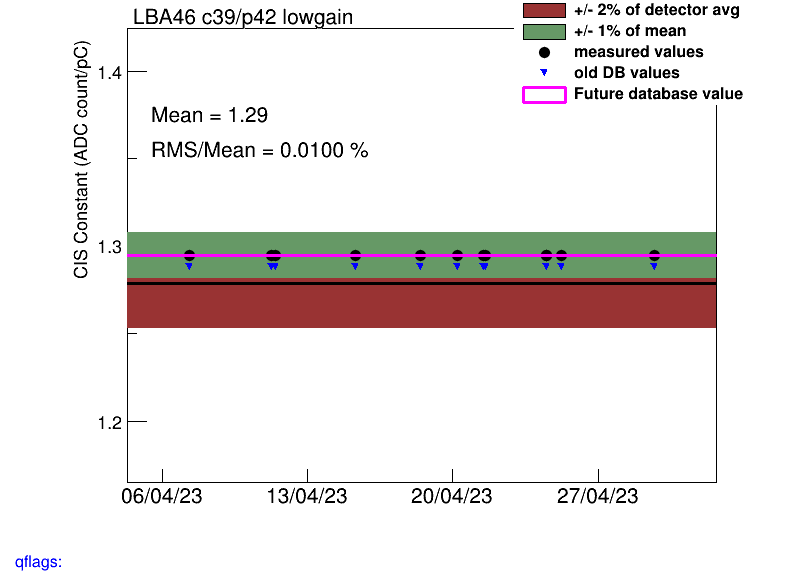 LBA46 c39/p42 lowgain
+/- 2% of detector avg
+/- 1% of mean
measured values
old DB values
Future database value
CIS Constant (ADC count/pC)
Mean = 1.29
RMS/Mean = 0.0100 %
1.4
1.3
1.2
06/04/23 13/04/23 20/04/23 27/04/23
qflags: